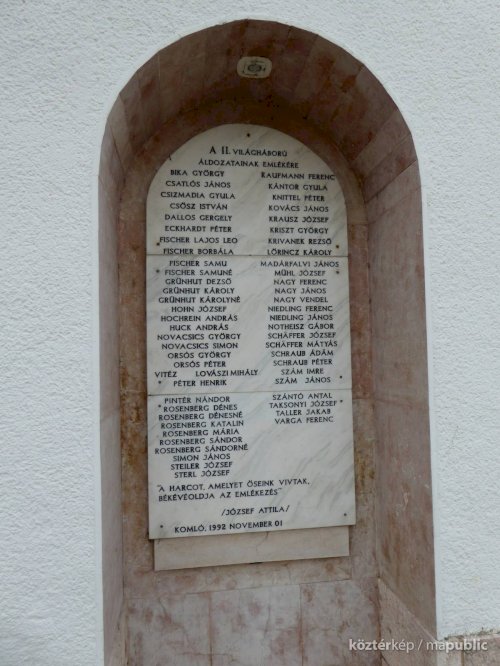 A II. VILÁGHÁBORÚ
ÁLDOZATAINAK EMLÉKÉRE
BIKA GYÖRGY
CSATLÓS JÁNOS
CSIZMADIA GYULA
CSŐSZ ISTVÁN
DALLOS GERGELY
ECKHARDT PÉTER
FISCHER LAJOS LEO
FISCHER BORBÁLA
FISCHER SAMU
FISCHER SAMUNÉ
GRÜNHUT DEZSŐ
GRÜNHUT KÁROLY
GRÜNHUT KÁROLYNÉ
HOHN JÓZSEF
HOCHREIN ANDRÁS
HUCK ANDRÁS
NOVACSICS GYÖRGY
NOVACSICS SIMON
ORSÓS GYÖRGY
ORSÓS PÉTER
VITÉZ LOVÁSZI MIHÁLY
PÉTER HENRIK
PINTÉR NÁNDOR
ROSENBERG DÉNES
ROSENBERG DÉNESNÉ
ROSENBERG KATALIN
ROSENBERG MÁRIA
ROSENBERG SÁNDOR
ROSENBERG SÁNDORNÉ
SIMON JÁNOS
STEILER JÓZSEF
STERL JÓZSEF
KAUFMANN FERENC
KÁNTOR GYULA
KNITTEL PÉTER
KOVÁCS JÁNOS
KRAUSZ JÓZSEF
KRISZT GYÖRGY
KRIVANEK REZSŐ
LŐRINCZ KÁROLY
MADÁRFALVI JÁNOS
MÜHL JÓZSEF
NAGY FERENC
NAGY JÁNOS
NAGY VENDEL
NIEDLING FERENC
NIEDLING JÁNOS
NOTHEISZ GÁBOR
SCHÄFFER JÓZSEF
SCHÄFFER MÁTYÁS
SCHRAUB ÁDÁM
SCHRAUB PÉTER
SZÁM IMRE
SZÁM JÁNOS
SZÁNTÓ ANTAL
TAKSONYI JÓZSEF
TALLER JAKAB
VARGA FERENC
"A HARCOT, AMELYET ŐSEINK VÍVTAK,
BÉKÉVÉOLDJA AZ EMLÉKEZÉS"
/JÓZSEF ATTILA/
KOMLÓ, 1992 NOVEMBER 01
köztérkép / mapublic